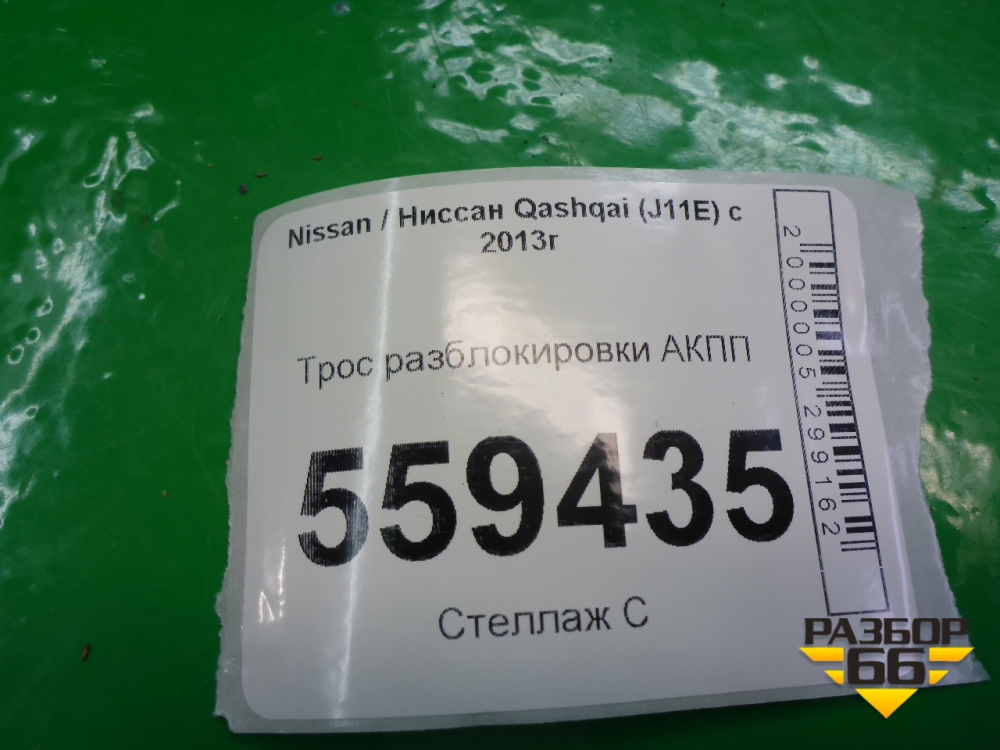 Nissan / Ниссан Qashqai (J11E) с
2013г
Трос разблокировки АКПП
559435
Стеллаж С
2000005299162
РАЗБОР
66